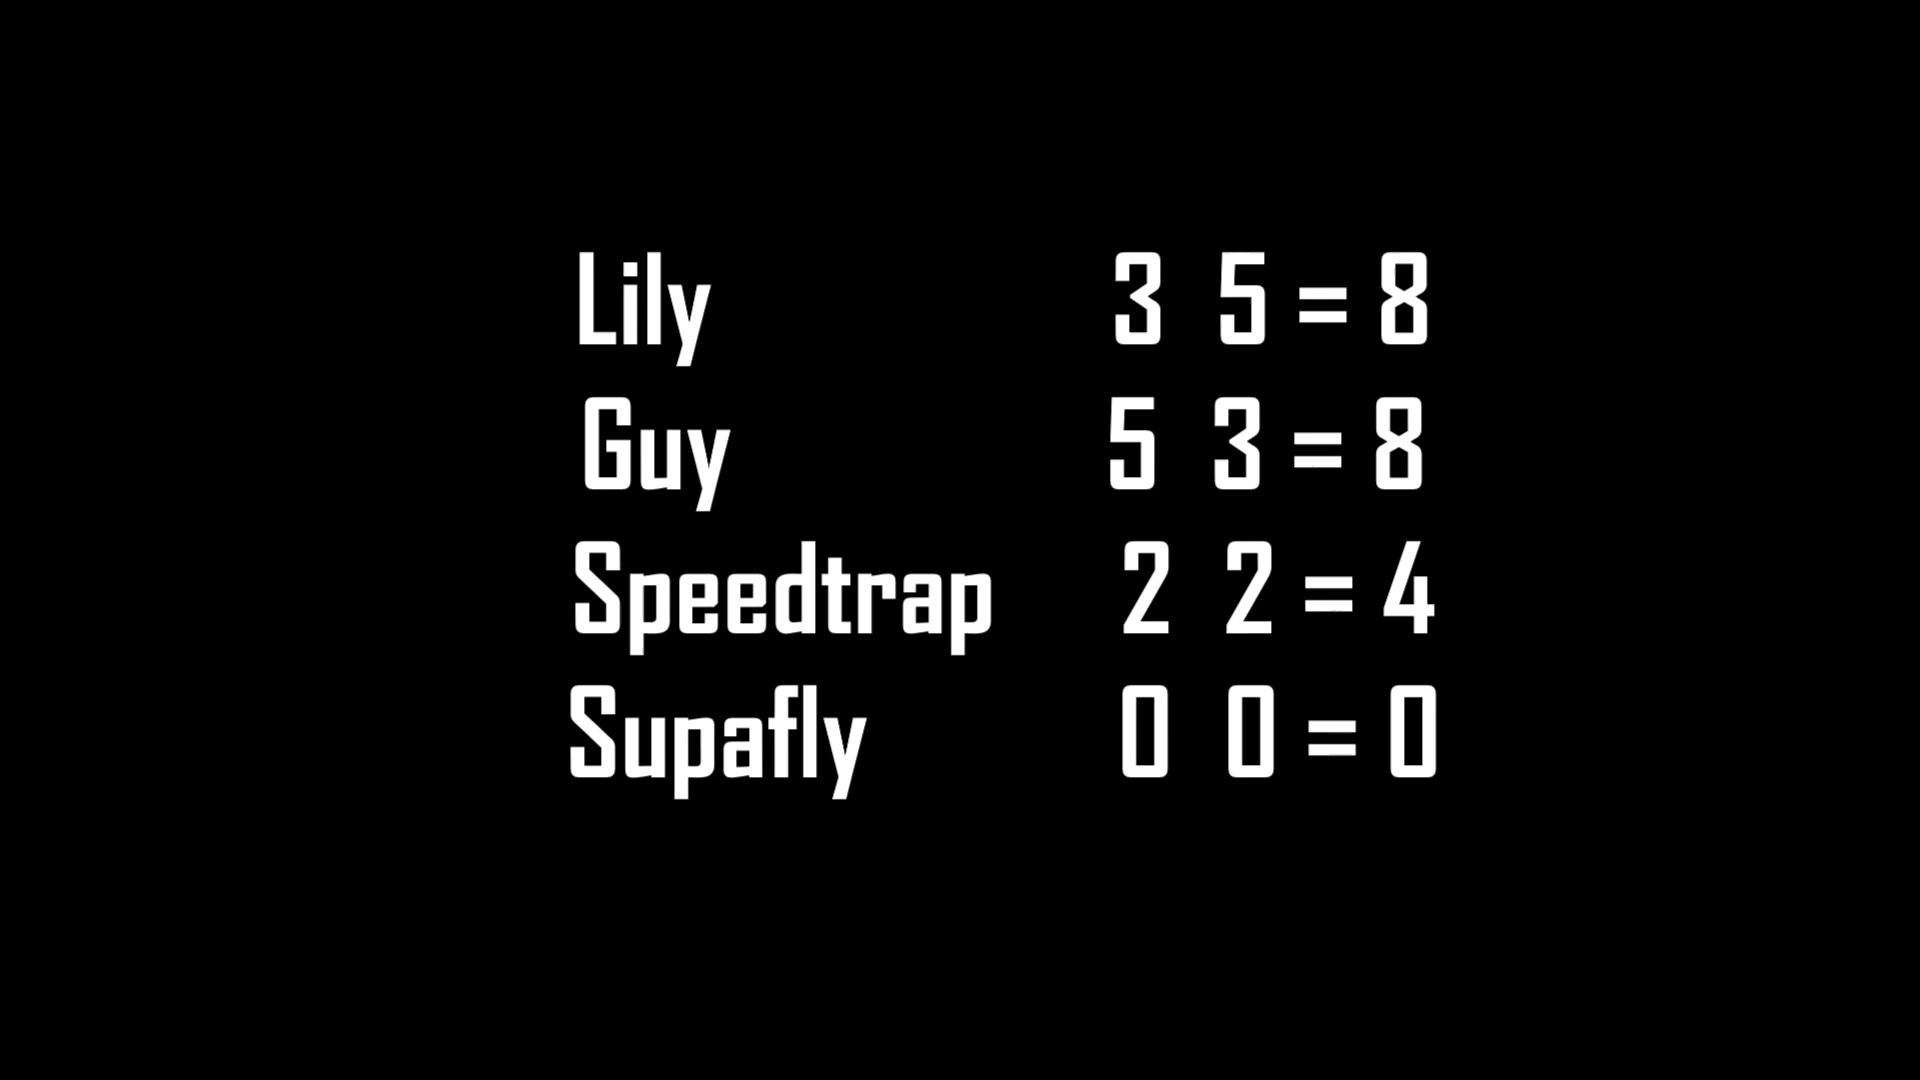 Lily 3 5 = 8
Guy 5 3 = 8
Speedtrap 2 2 = 4
Supafly 0 0 = 0